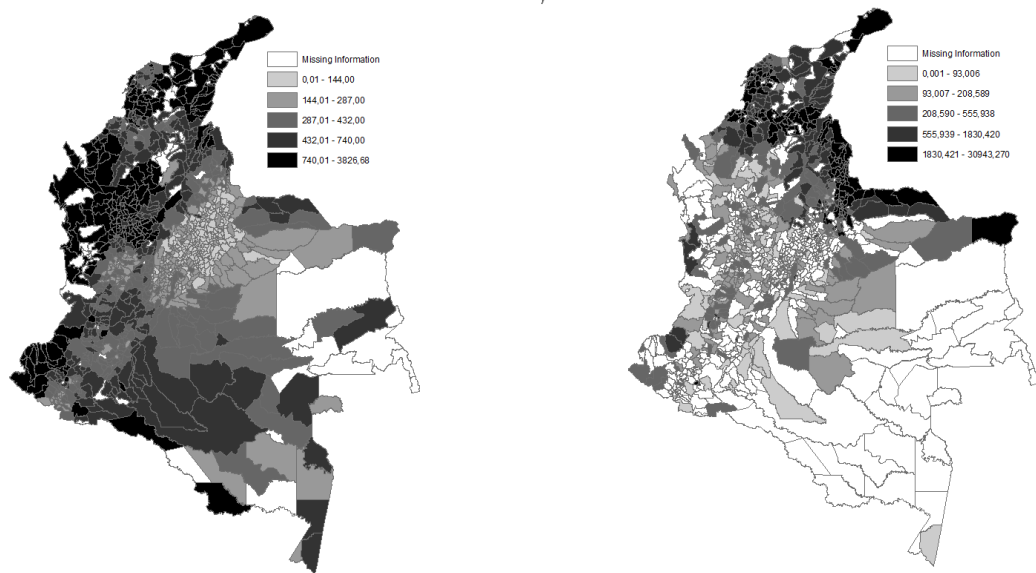 Missing Information
0,01 - 144,00
144,01 - 287,00
287,01 - 432,00
432,01 - 740,00
740,01 - 3826,68
Missing Information
0,001 - 93,006
93,007 - 208,589
208,590 - 555,938
555,939 - 1830,420
1830,421 - 30943,270